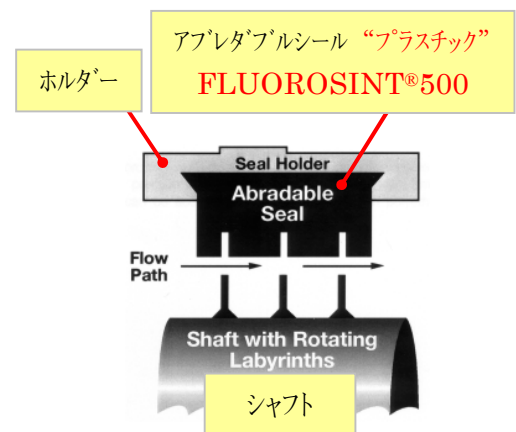 アブレダブルシール “プラスチック”
FLUOROSINT®500
ホルダー
Seal Holder
Abradable
Seal
Flow
Path
Shaft with Rotating
Labyrinths
シャフト